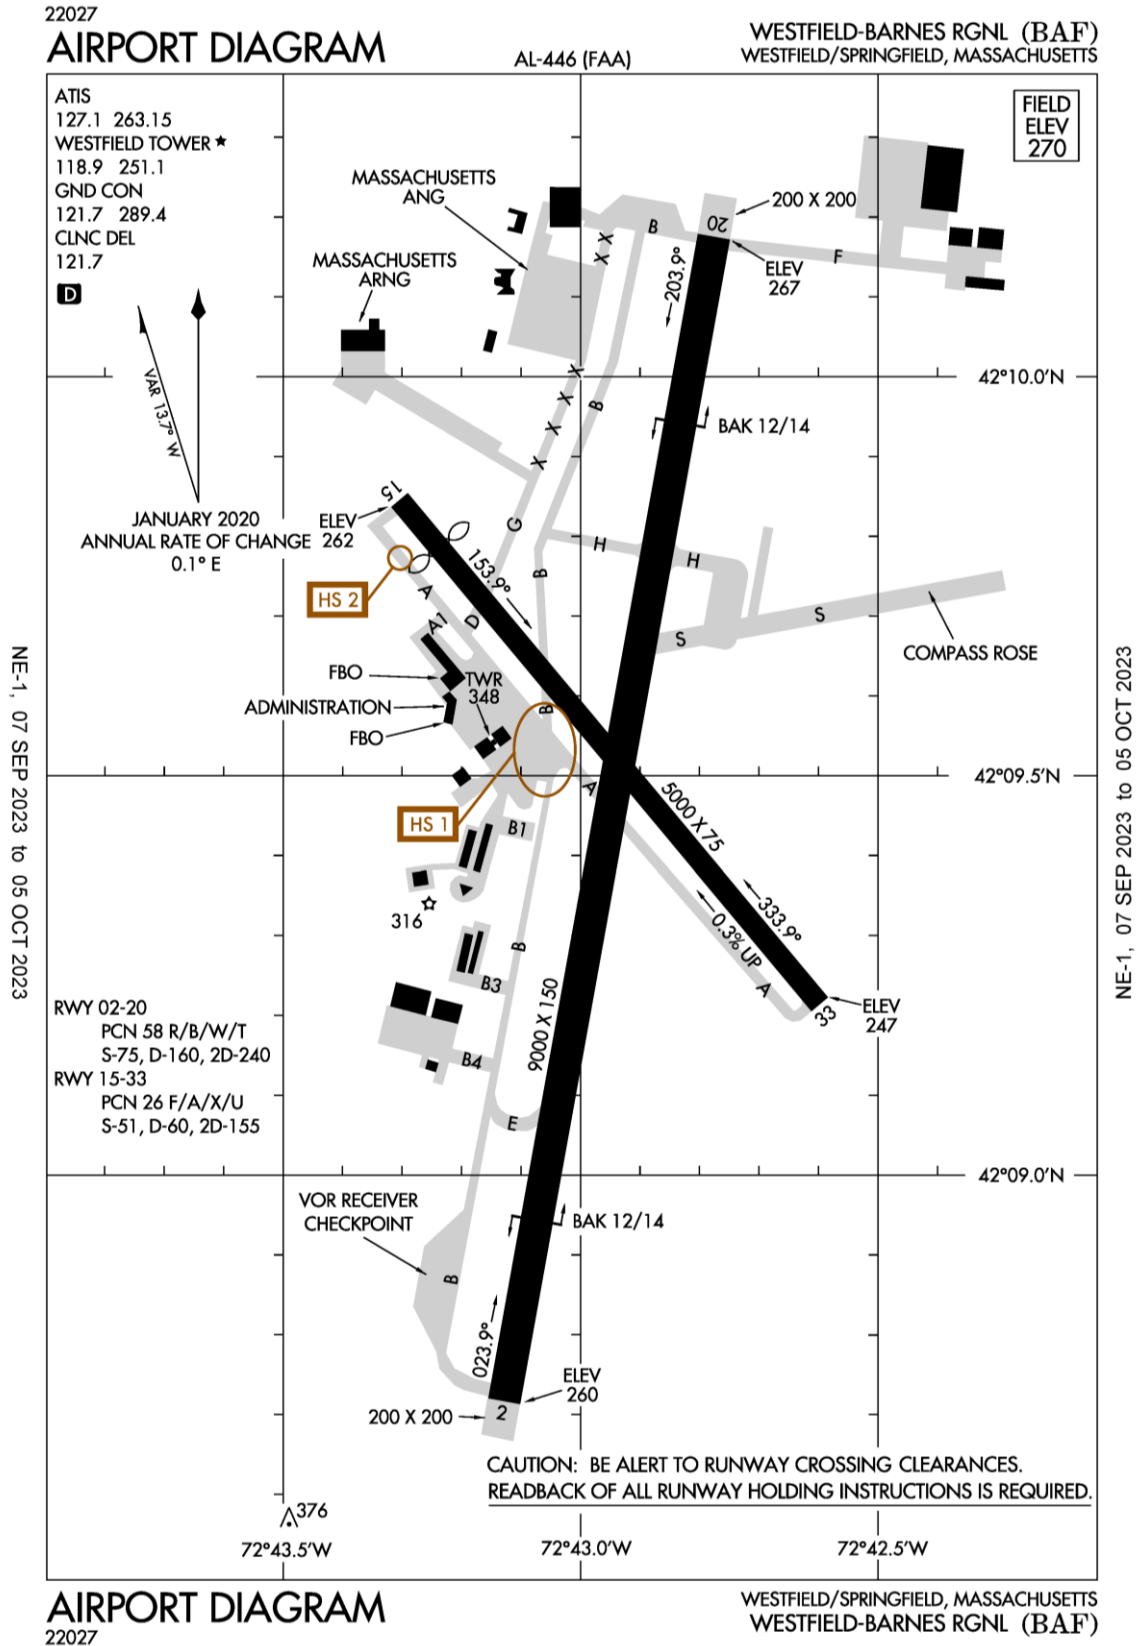 22027
AIRPORT DIAGRAM
AL-446 (FAA)
WESTFIELD-BARNES RGNL (BAF)
WESTFIELD/SPRINGFIELD, MASSACHUSETTS
ATIS
127.1 263.15
WESTFIELD TOWER ★
118.9 251.1
GND CON
121.7 289.4
CLNC DEL
121.7
D
FIELD
ELEV
270
MASSACHUSETTS
ANG
MASSACHUSETTS
ARNG
200 X 200
20
B
F
X
X
ELEV
267
203.9°
VAR 13.7° W
JANUARY 2020
ANNUAL RATE OF CHANGE
0.1° E
42°10.0'N
X
X
X
X
B
BAK 12/14
15
ELEV
262
G
153.9°
H
H
B
HS 2
A
A1
D
S
S
COMPASS ROSE
FBO
TWR
348
ADMINISTRATION
FBO
B
42°09.5'N
A
HS 1
B1
5000 X 75
316
333.9°
0.3% UP
A
B
B3
33
ELEV
247
9000 X 150
RWY 02-20
PCN 58 R/B/W/T
S-75, D-160, 2D-240
RWY 15-33
PCN 26 F/A/X/U
S-51, D-60, 2D-155
B4
E
42°09.0'N
VOR RECEIVER
CHECKPOINT
BAK 12/14
B
023.9°
ELEV
260
200 X 200
2
CAUTION: BE ALERT TO RUNWAY CROSSING CLEARANCES.
READBACK OF ALL RUNWAY HOLDING INSTRUCTIONS IS REQUIRED.
376
72°43.5'W
72°43.0'W
72°42.5'W
NE-1, 07 SEP 2023 to 05 OCT 2023
NE-1, 07 SEP 2023 to 05 OCT 2023
AIRPORT DIAGRAM
22027
WESTFIELD/SPRINGFIELD, MASSACHUSETTS
WESTFIELD-BARNES RGNL (BAF)